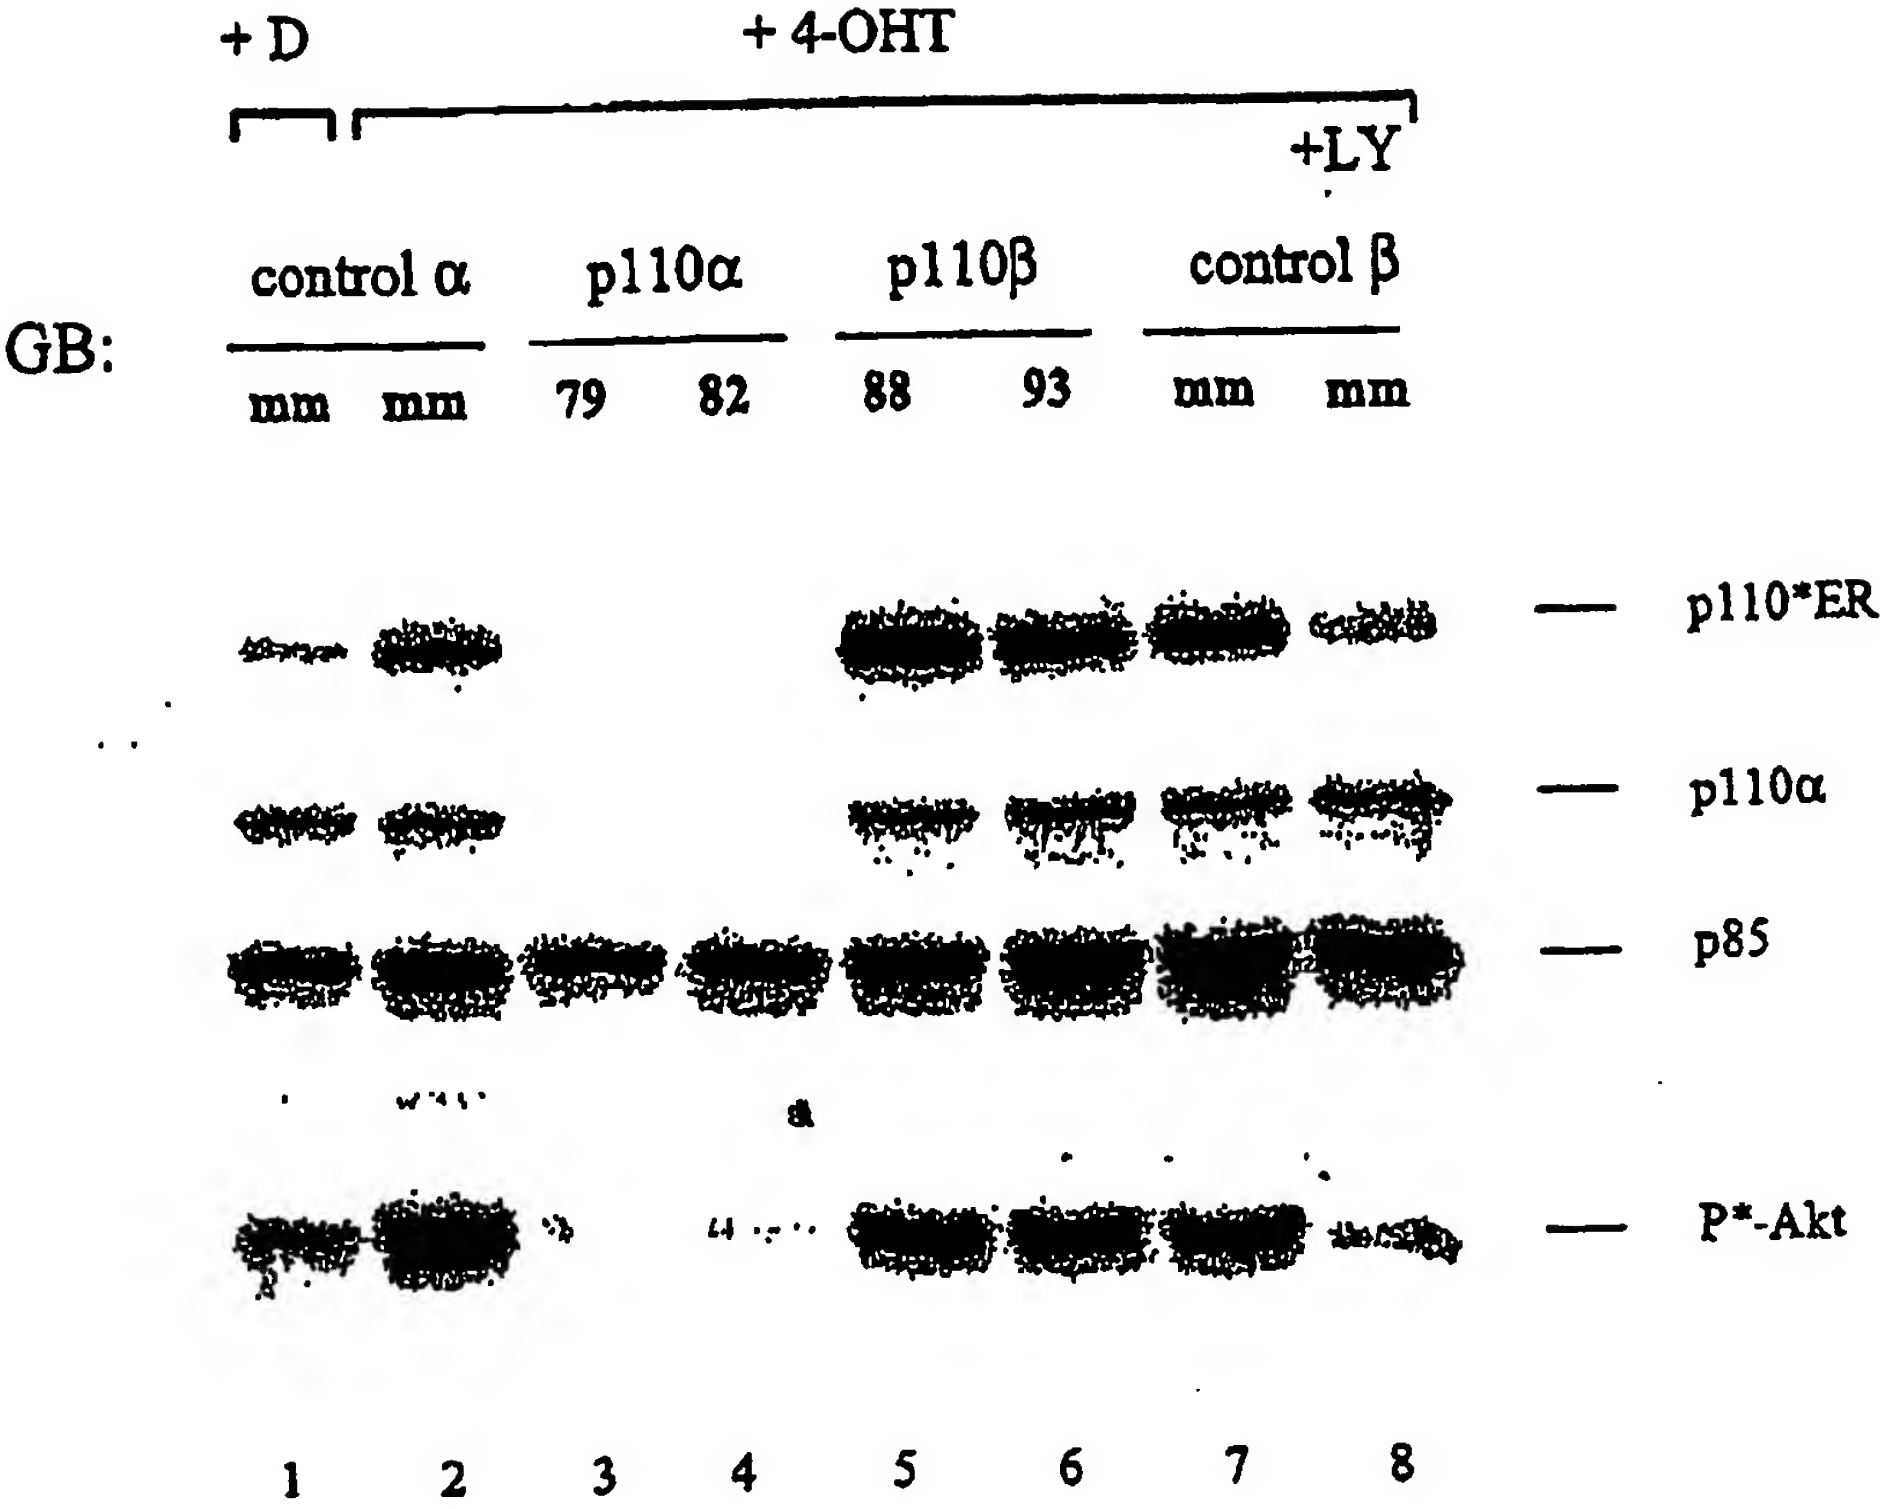 + D + 4-OHT
+LY
control α p110α p110β control β
GB:
mm mm 79 82 88 93 mm mm
p110*ER
p110α
p85
P*-Akt
1 2 3 4 5 6 7 8